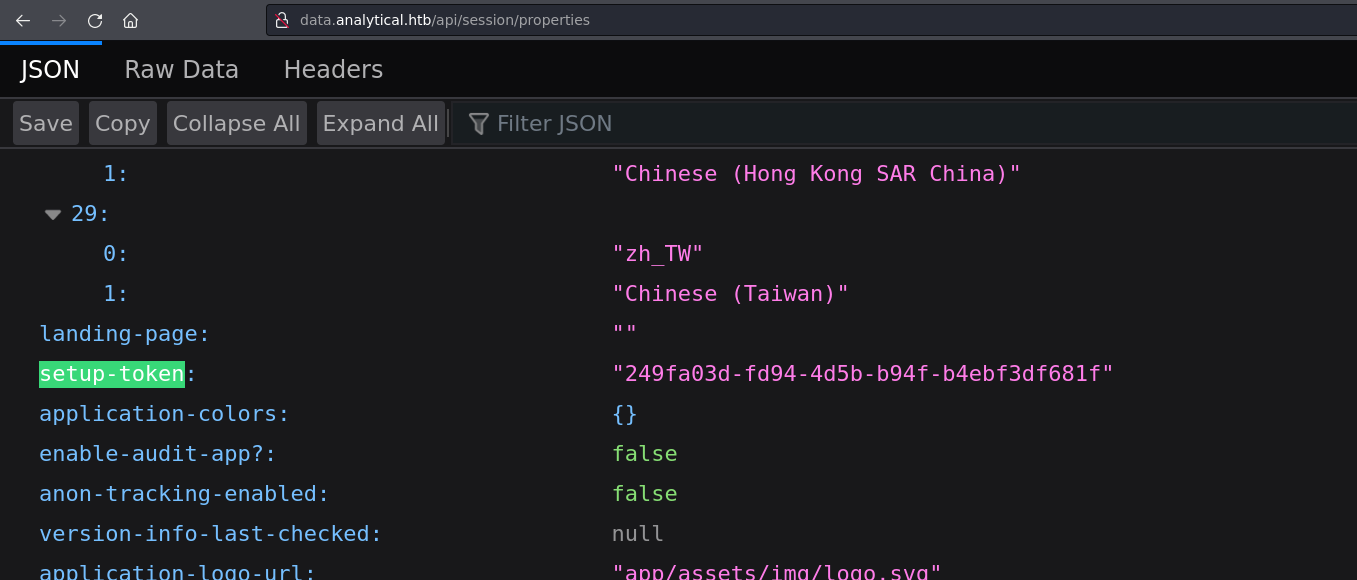 data.analytical.htb/api/session/properties
JSON Raw Data Headers
Save Copy Collapse All Expand All Filter JSON
1: "Chinese (Hong Kong SAR China)"
29:
0: "zh_TW"
1: "Chinese (Taiwan)"
landing-page: ""
setup-token: "249fa03d-fd94-4d5b-b94f-b4ebf3df681f"
application-colors: {}
enable-audit-app?: false
anon-tracking-enabled: false
version-info-last-checked: null
application-logo-url: "app/assets/img/logo.svg"